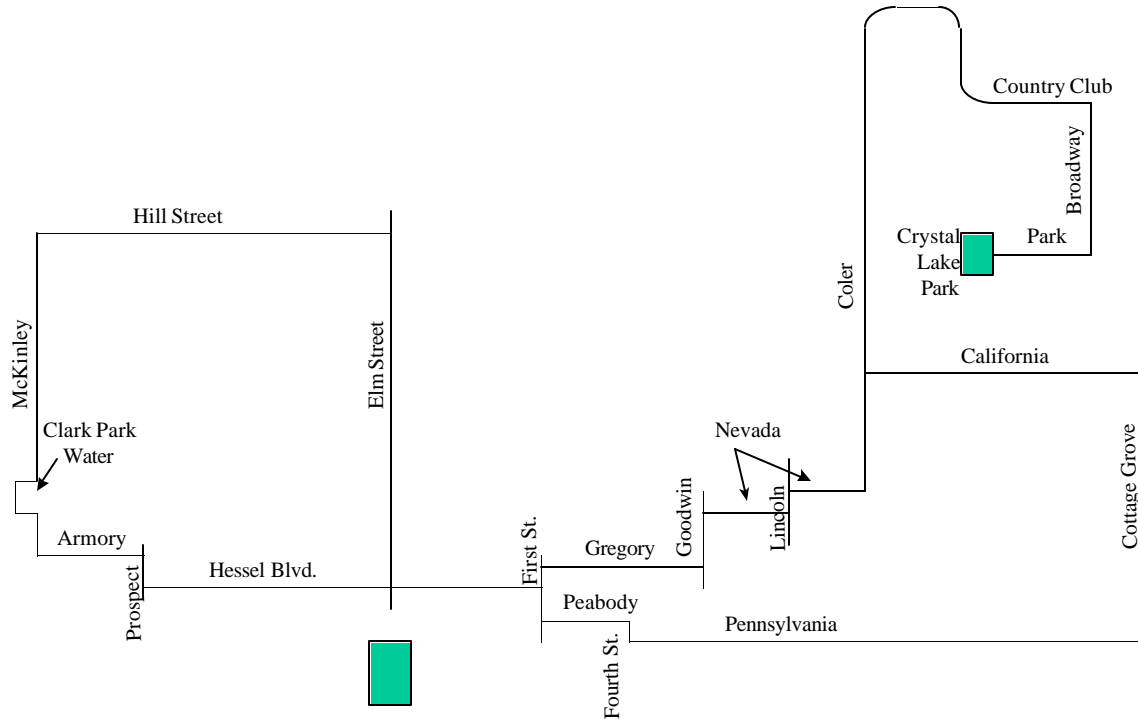 Country Club
Broadway
Hill Street
Crystal
Lake
Park
Park
Coler
McKinley
Elm Street
California
Clark Park
Water
Nevada
Cottage Grove
Goodwin
Lincoln
Armory
First St.
Gregory
Hessel Blvd.
Prospect
Peabody
Pennsylvania
Fourth St.